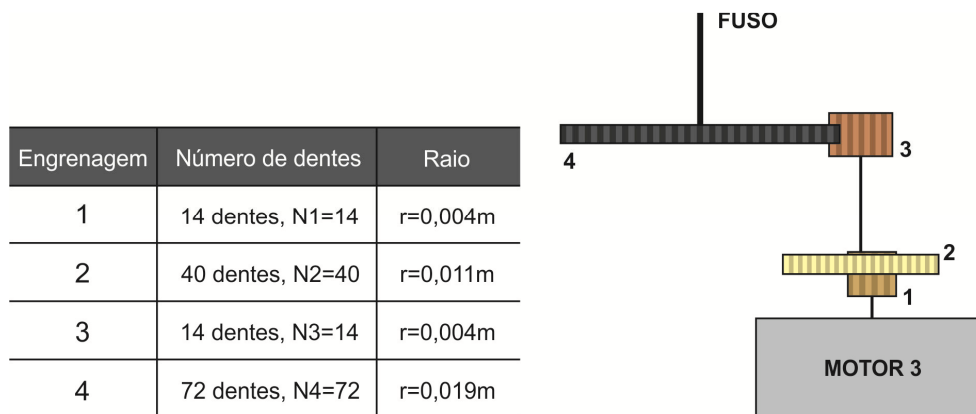 Engrenagem Número de dentes Raio
1 14 dentes, N1=14 r=0,004m
2 40 dentes, N2=40 r=0,011m
3 14 dentes, N3=14 r=0,004m
4 72 dentes, N4=72 r=0,019m
FUSO
4
3
2
1
MOTOR 3